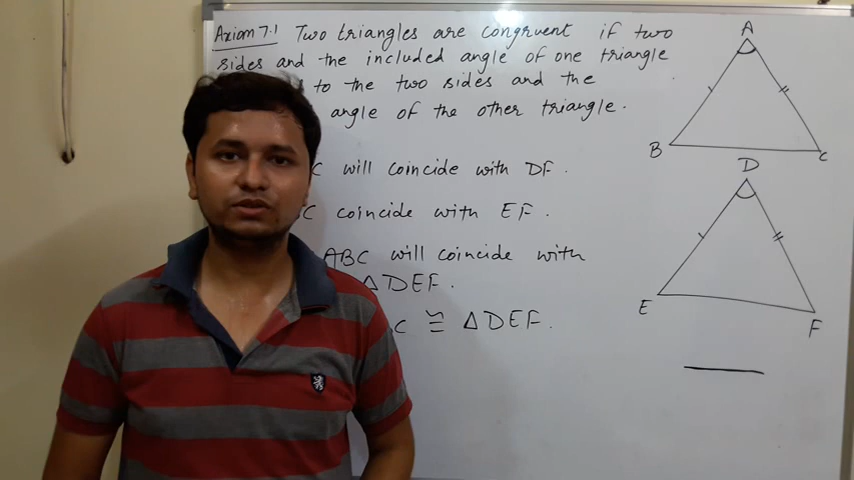 Axiom 7.1 Two triangles are congruent if two
sides and the included angle of one triangle
to the two sides and the
angle of the other triangle.
C will coincide with DF.
C coincide with EF.
ABC will coincide with
△DEF.
C ≅ △DEF.
A
B
C
D
E
F